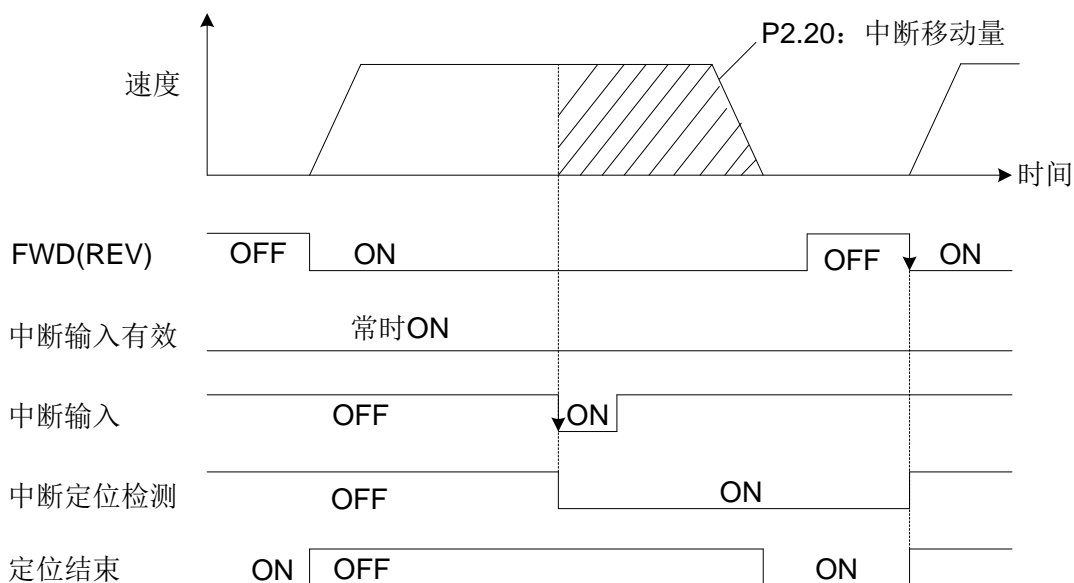 P2.20：中断移动量
速度
时间
FWD(REV) OFF ON OFF ON
中断输入有效 常时ON
中断输入 OFF ON
中断定位检测 OFF ON
定位结束 ON OFF ON